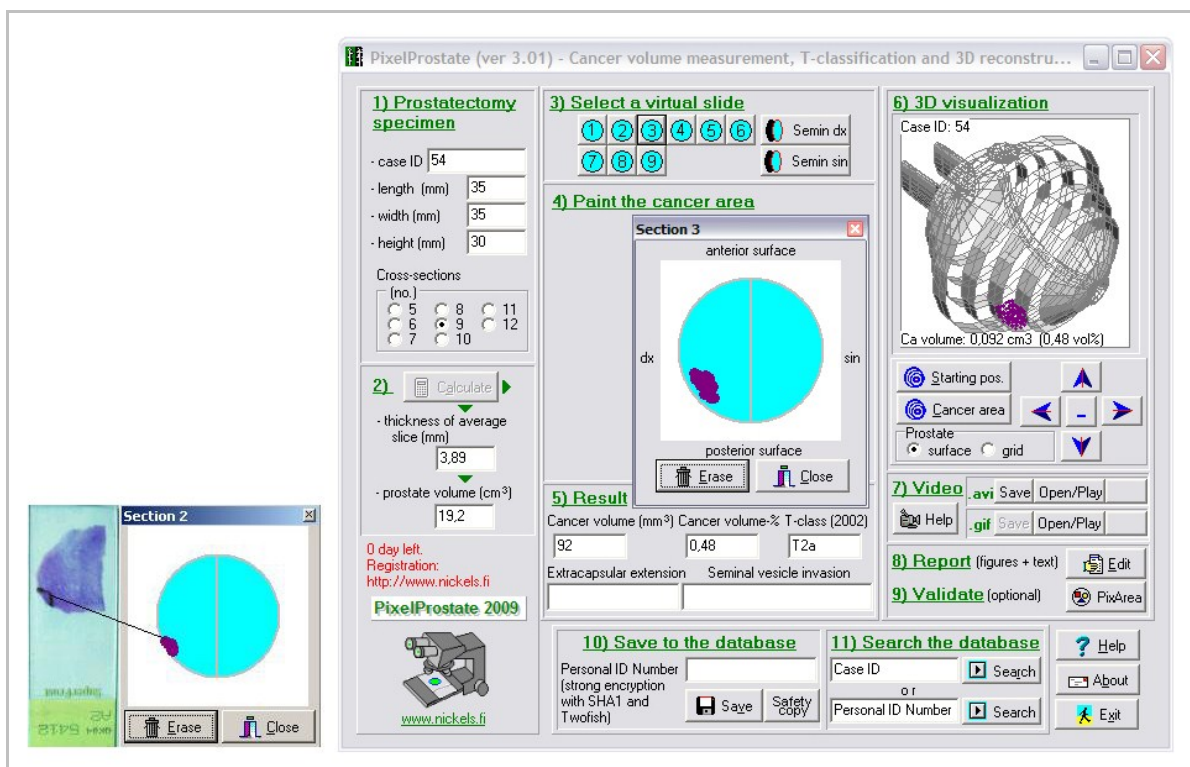 PixelProstate (ver 3.01) - Cancer volume measurement, T-classification and 3D reconstru...
1) Prostatectomy
specimen
- case ID 54
- length (mm) 35
- width (mm) 35
- height (mm) 30
Cross-sections
(no.)
5 8 11
6 9 12
7 10
2) Calculate
- thickness of average
slice (mm)
3,89
- prostate volume (cm³)
19,2
0 day left.
Registration:
http://www.nickels.fi
PixelProstate 2009
www.nickels.fi
3) Select a virtual slide
1 2 3 4 5 6 Semin dx
7 8 9 Semin sin
4) Paint the cancer area
Section 3
anterior surface
dx sin
posterior surface
Erase Close
5) Result
Cancer volume (mm³) Cancer volume-% T-class (2002)
92 0,48 T2a
Extracapsular extension Seminal vesicle invasion
6) 3D visualization
Case ID: 54
Ca volume: 0,092 cm3 (0,48 vol%)
Starting pos.
Cancer area
Prostate
surface grid
7) Video .avi Save Open/Play
Help .gif Save Open/Play
8) Report (figures + text) Edit
9) Validate (optional) PixArea
10) Save to the database
Personal ID Number
(strong encryption
with SHA1 and
Twofish)
Save Safety
copy
11) Search the database
Case ID Search
or
Personal ID Number Search
Help
About
Exit
Section 2
Erase Close